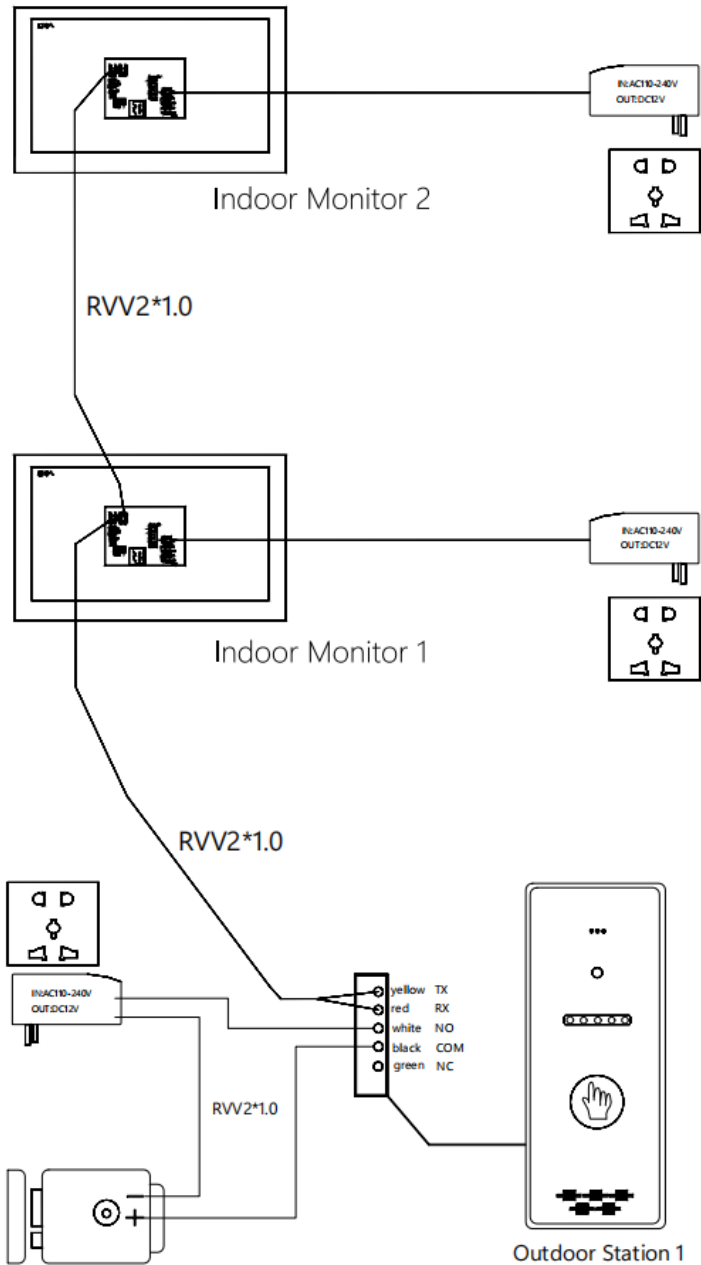 IN:AC110-240V
OUT:DC12V
Indoor Monitor 2
RVV2*1.0
IN:AC110-240V
OUT:DC12V
Indoor Monitor 1
RVV2*1.0
IN:AC110-240V
OUT:DC12V
yellow TX
red RX
white NO
black COM
green NC
RVV2*1.0
Outdoor Station 1